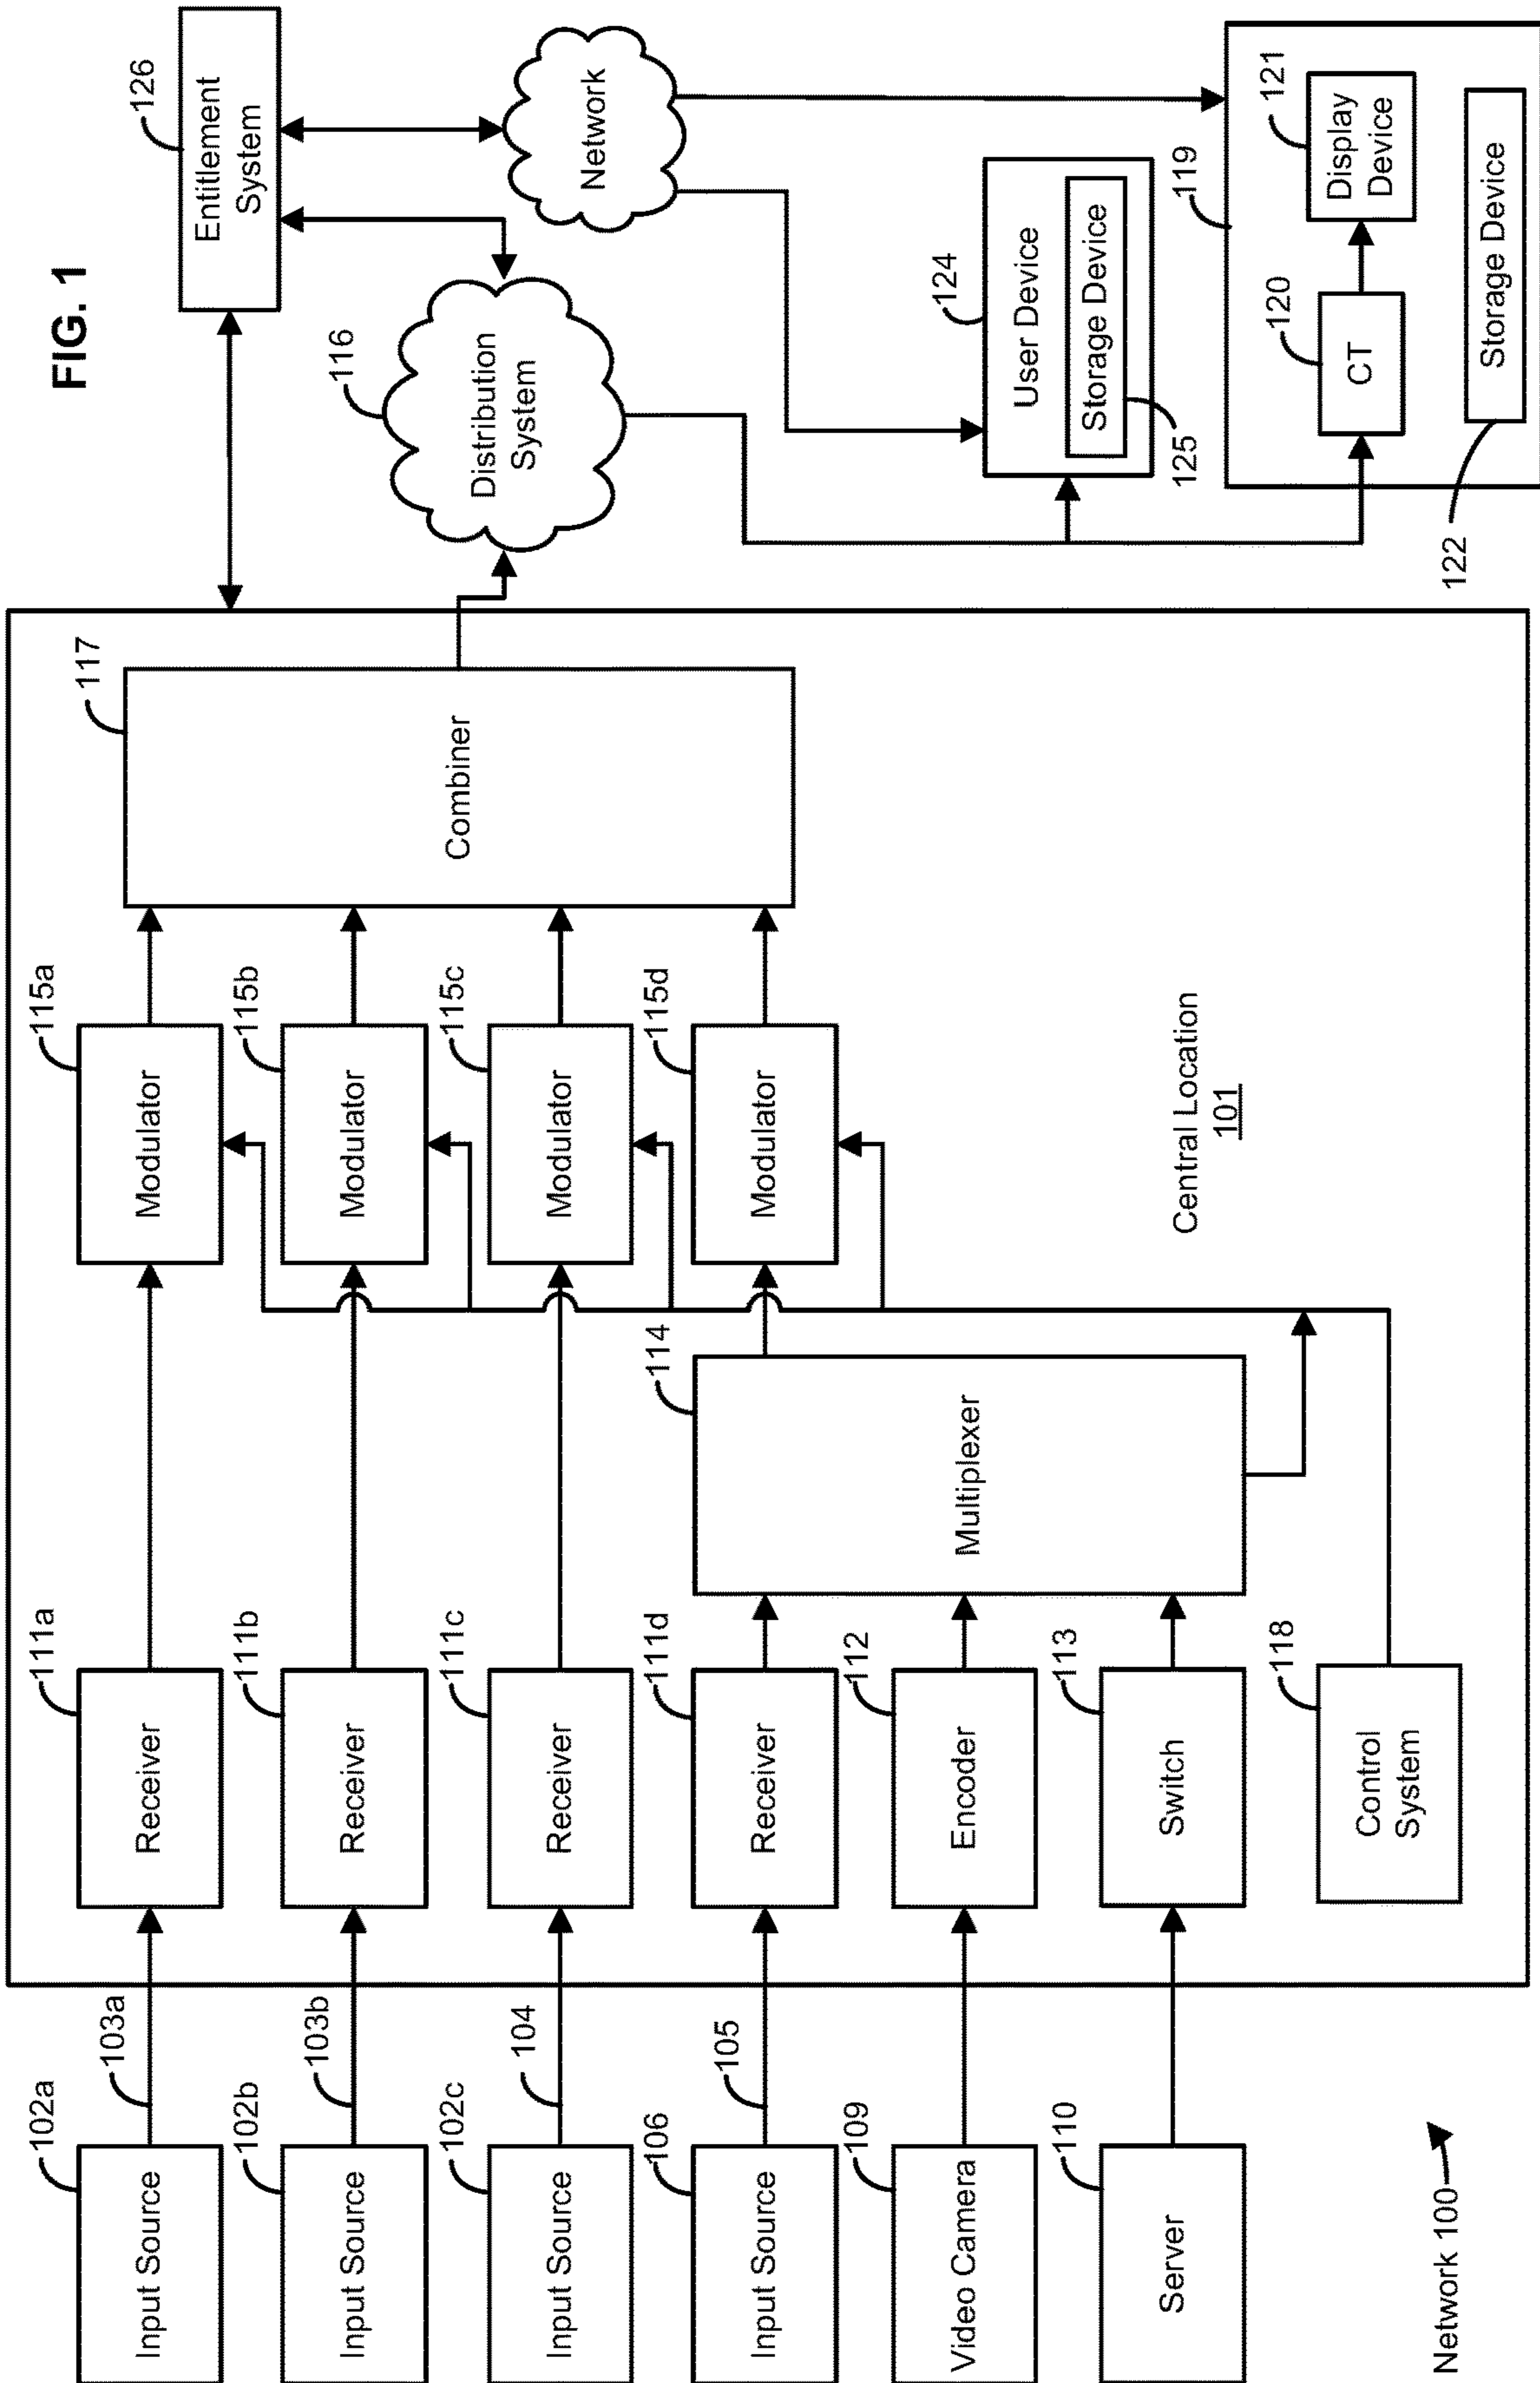 FIG. 1
102a
Input Source
103a
111a
Receiver
115a
Modulator
102b
Input Source
103b
111b
Receiver
115b
Modulator
102c
Input Source
104
111c
Receiver
115c
Modulator
106
Input Source
105
111d
Receiver
115d
Modulator
109
Video Camera
112
Encoder
110
Server
113
Switch
114
Multiplexer
118
Control
System
117
Combiner
Central Location
101
116
Distribution
System
126
Entitlement
System
Network
124
User Device
Storage Device
125
119
120
CT
121
Display
Device
122
Storage Device
Network 100